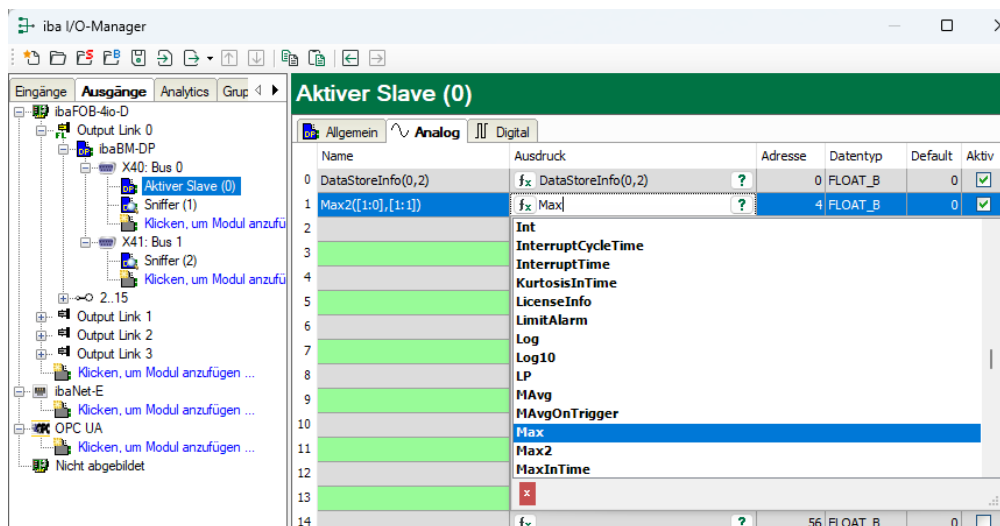 iba I/O-Manager
Eingänge Ausgänge Analytics Grup
ibaFOB-4io-D
Output Link 0
ibaBM-DP
X40: Bus 0
Aktiver Slave (0)
Sniffer (1)
Klicken, um Modul anzufü
X41: Bus 1
Sniffer (2)
Klicken, um Modul anzufü
2..15
Output Link 1
Output Link 2
Output Link 3
Klicken, um Modul anzufügen ...
ibaNet-E
Klicken, um Modul anzufügen ...
OPC UA
Klicken, um Modul anzufügen ...
Nicht abgebildet
Aktiver Slave (0)
Allgemein Analog Digital
Name Ausdruck Adresse Datentyp Default Aktiv
0 DataStoreInfo(0,2) fx DataStoreInfo(0,2) ? 0 FLOAT_B 0
1 Max2([1:0],[1:1]) fx Max ? 4 FLOAT_B 0
2
3
4
5
6
7
8
9
10
11
12
13
Int
InterruptCycleTime
InterruptTime
KurtosisInTime
LicenseInfo
LimitAlarm
Log
Log10
LP
MAvg
MAvgOnTrigger
Max
Max2
MaxInTime
x
14 fx ? 56 FLOAT_B 0